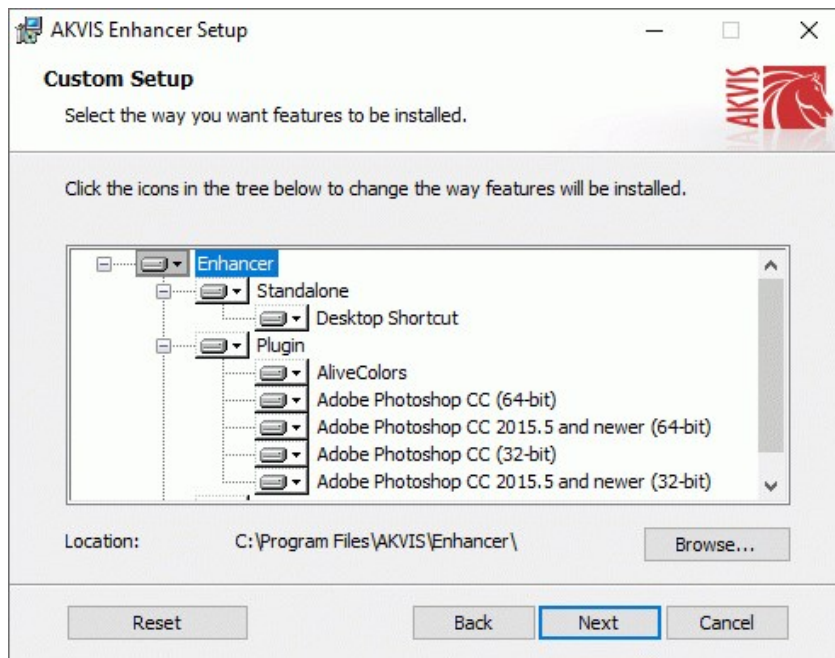 AKVIS Enhancer Setup
Custom Setup
Select the way you want features to be installed.
AKVIS
Click the icons in the tree below to change the way features will be installed.
Enhancer
Standalone
Desktop Shortcut
Plugin
AliveColors
Adobe Photoshop CC (64-bit)
Adobe Photoshop CC 2015.5 and newer (64-bit)
Adobe Photoshop CC (32-bit)
Adobe Photoshop CC 2015.5 and newer (32-bit)
Location: C:\Program Files\AKVIS\Enhancer\
Browse...
Reset Back Next Cancel